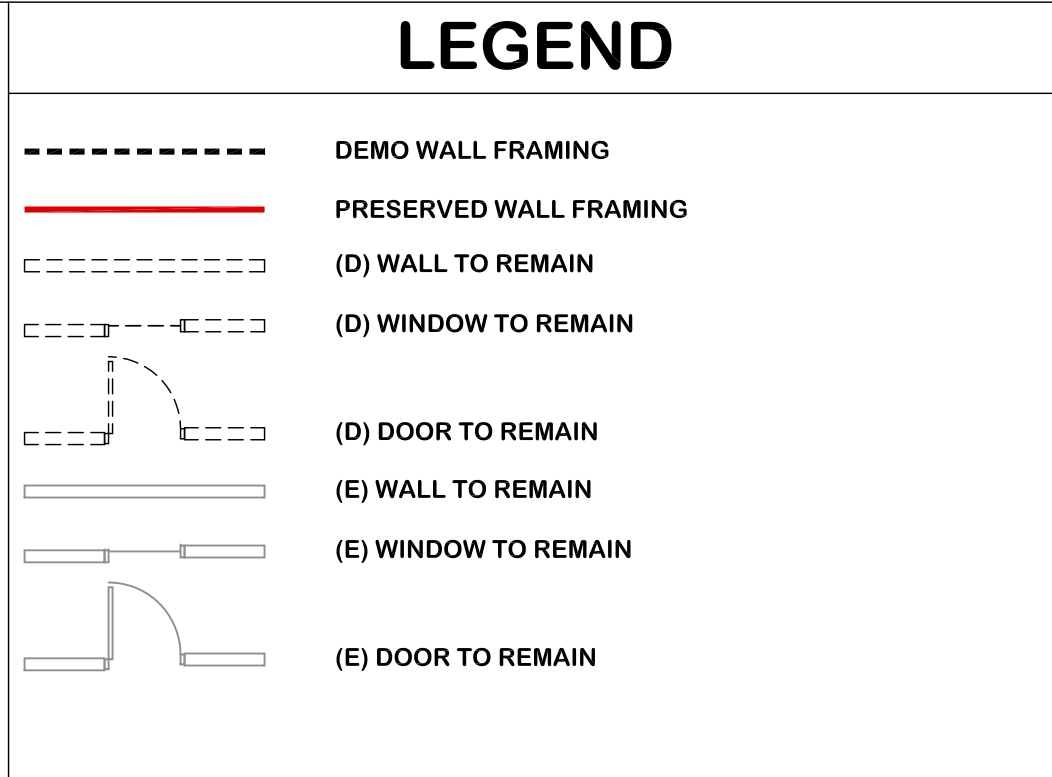 LEGEND
DEMO WALL FRAMING
PRESERVED WALL FRAMING
(D) WALL TO REMAIN
(D) WINDOW TO REMAIN
(D) DOOR TO REMAIN
(E) WALL TO REMAIN
(E) WINDOW TO REMAIN
(E) DOOR TO REMAIN